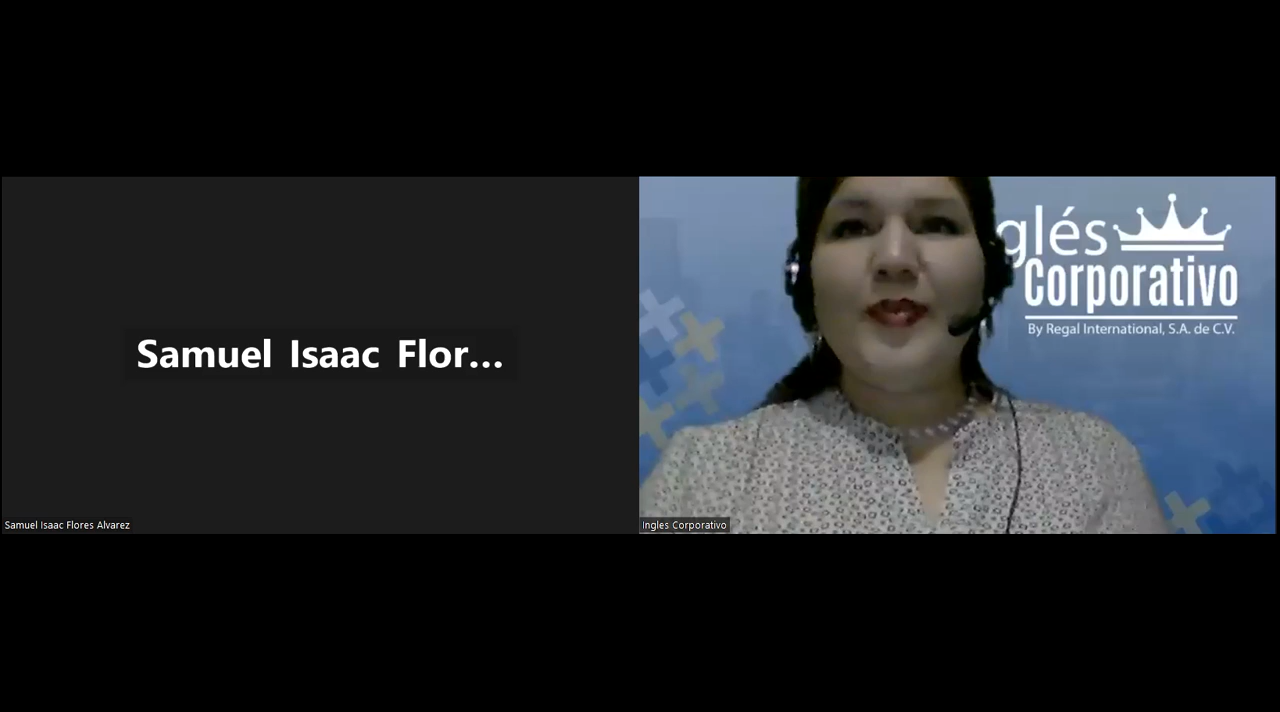 Samuel Isaac Flor...
Samuel Isaac Flores Alvarez
glés
Corporativo
By Regal International, S.A. de C.V.
Ingles Corporativo